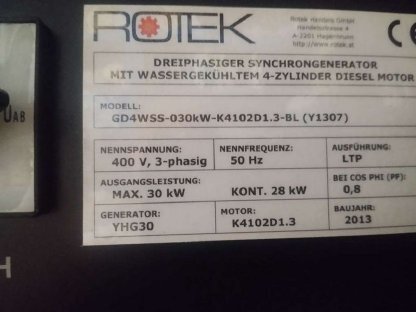 ROTEK
Rotek Handels GmbH
Handelsstrasse 4
A-2201 Hagenbrunn
http://www.rotek.at
CE
DREIPHASIGER SYNCHRONGENERATOR
MIT WASSERGEKÜHLTEM 4-ZYLINDER DIESEL MOTOR
MODELL:
GD4WSS-030kW-K4102D1.3-BL (Y1307)
NENNSPANNUNG: NENNFREQUENZ: AUSFÜHRUNG:
400 V, 3-phasig 50 Hz LTP
AUSGANGSLEISTUNG: BEI COS PHI (PF):
MAX. 30 kW KONT. 28 kW 0,8
GENERATOR: MOTOR: BAUJAHR:
YHG30 K4102D1.3 2013
UAB
H